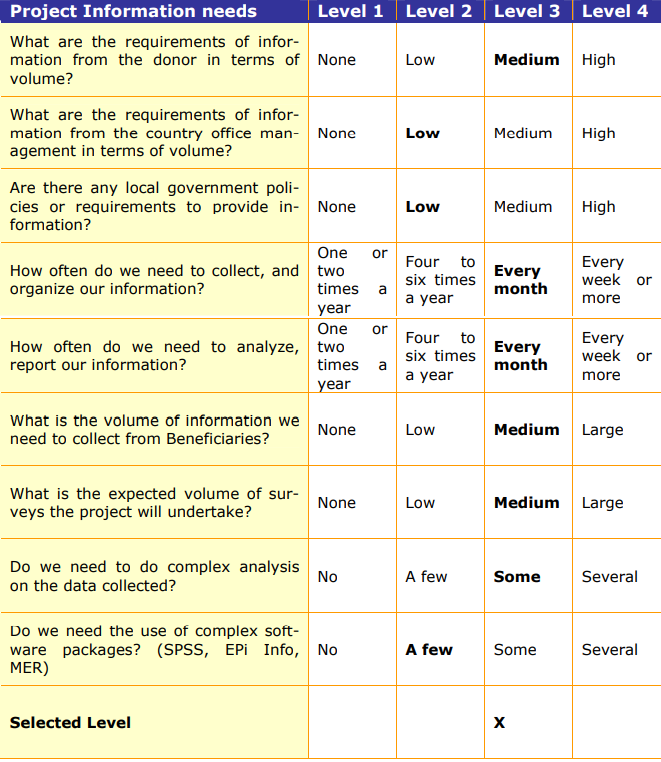 Project Information needs Level 1 Level 2 Level 3 Level 4
What are the requirements of infor-
mation from the donor in terms of
volume?
None Low Medium High
What are the requirements of infor-
mation from the country office man-
agement in terms of volume?
None Low Medium High
Are there any local government poli-
cies or requirements to provide in-
formation?
None Low Medium High
How often do we need to collect, and
organize our information?
One or
two
times a
year
Four to
six times
a year
Every
month
Every
week or
more
How often do we need to analyze,
report our information?
One or
two
times a
year
Four to
six times
a year
Every
month
Every
week or
more
What is the volume of information we
need to collect from Beneficiaries?
None Low Medium Large
What is the expected volume of sur-
veys the project will undertake?
None Low Medium Large
Do we need to do complex analysis
on the data collected?
No A few Some Several
Do we need the use of complex soft-
ware packages? (SPSS, EPi Info,
MER)
No A few Some Several
Selected Level X